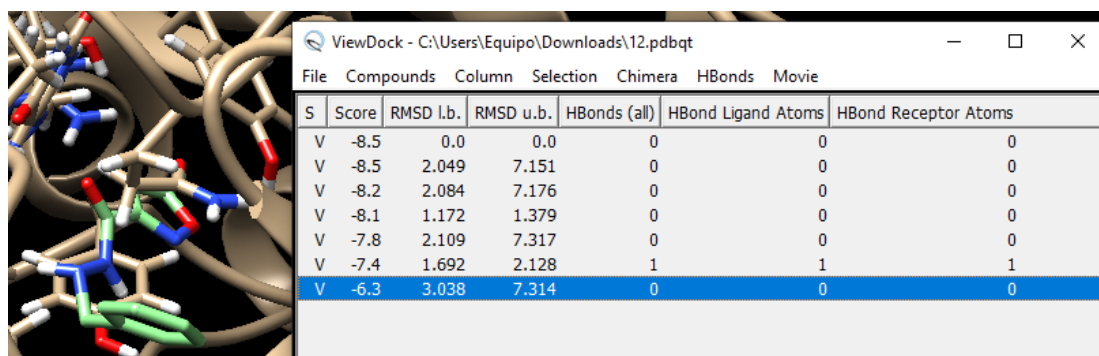 ViewDock - C:\Users\Equipo\Downloads\12.pdbqt
File Compounds Column Selection Chimera HBonds Movie
S Score RMSD l.b. RMSD u.b. HBonds (all) HBond Ligand Atoms HBond Receptor Atoms
V -8.5 0.0 0.0 0 0 0
V -8.5 2.049 7.151 0 0 0
V -8.2 2.084 7.176 0 0 0
V -8.1 1.172 1.379 0 0 0
V -7.8 2.109 7.317 0 0 0
V -7.4 1.692 2.128 1 1 1
V -6.3 3.038 7.314 0 0 0